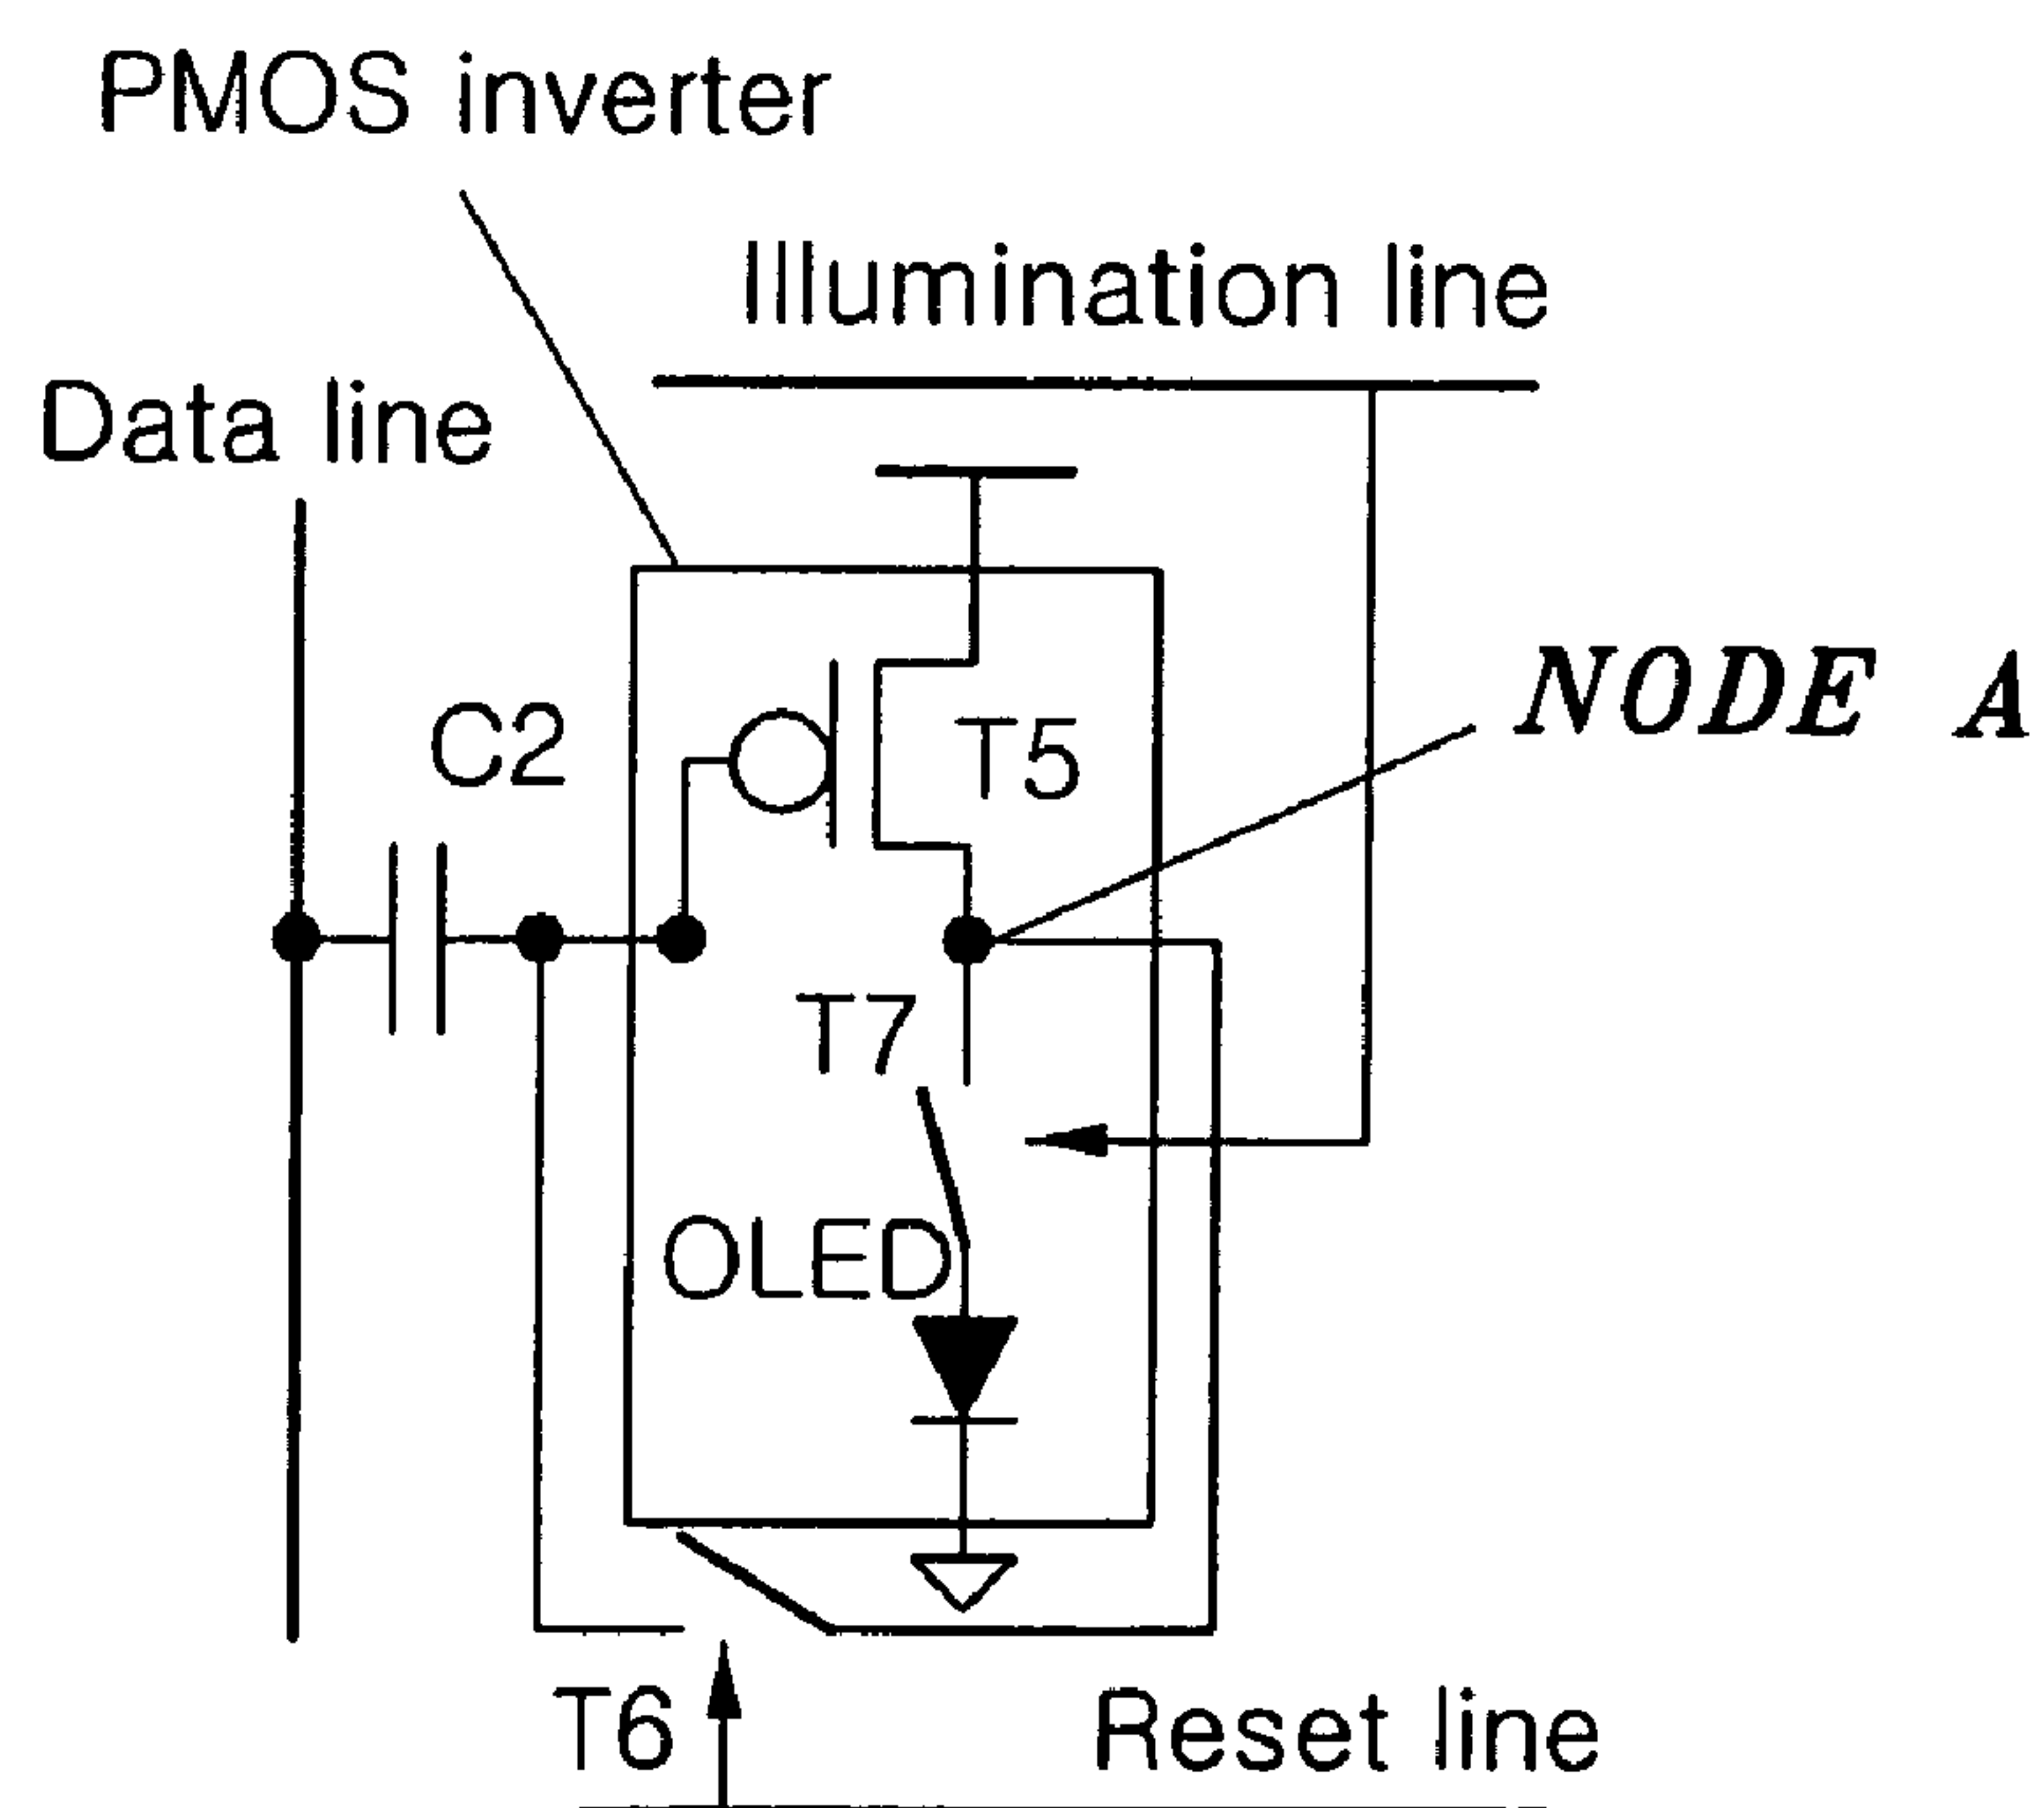 PMOS inverter
Illumination line
Data line
NODE A
C2
T5
T7
OLED
T6
Reset line